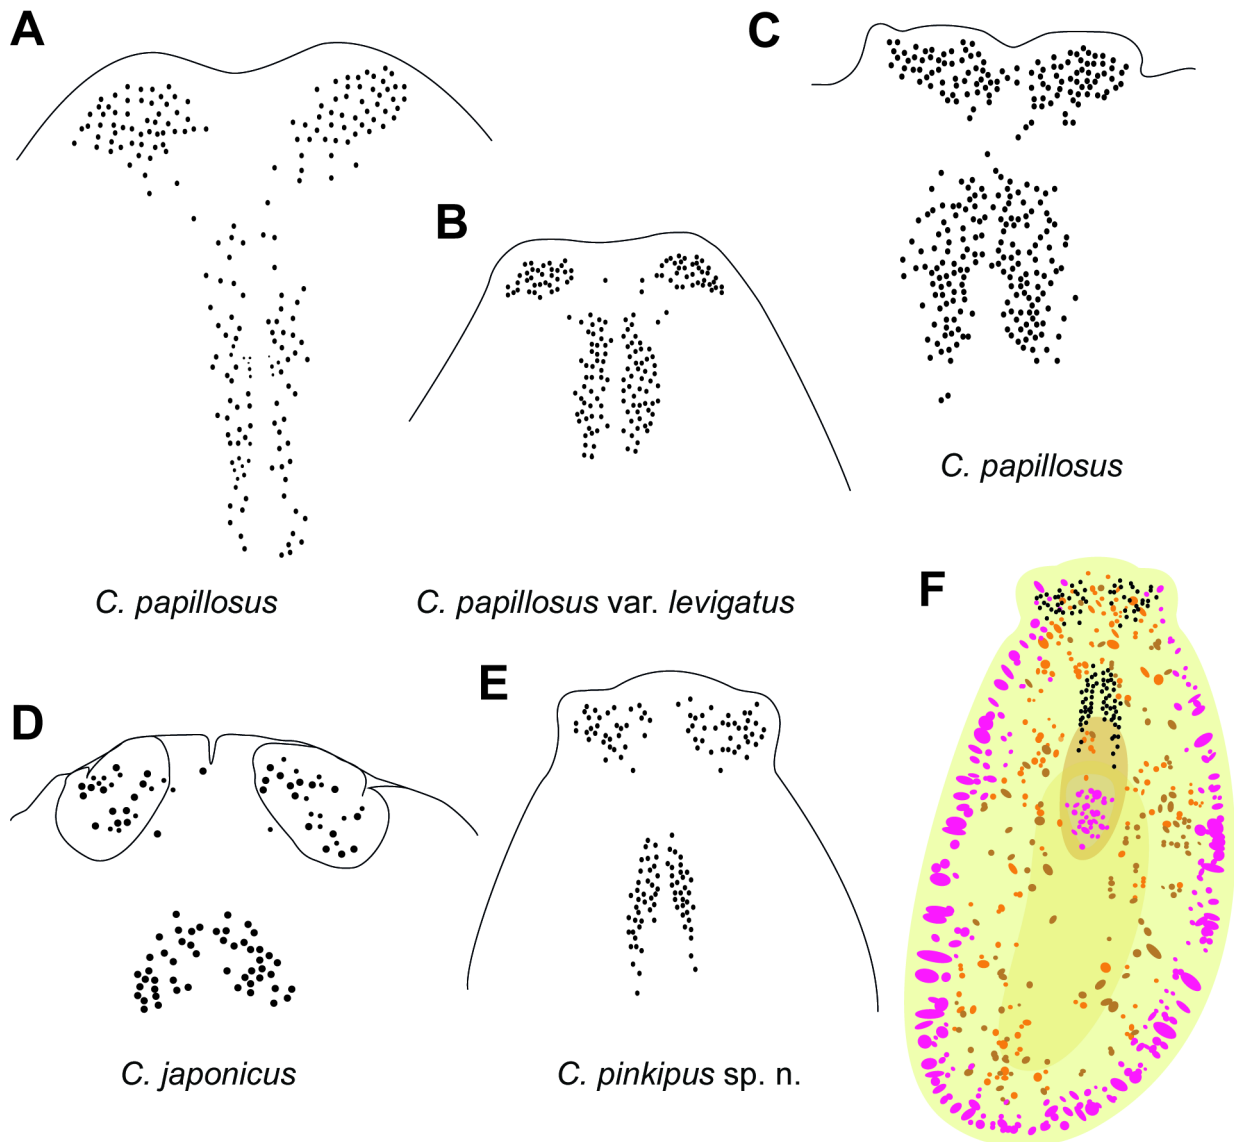 A
C
B
C. papillosus
C. papillosus
C. papillosus var. levigatus
F
D
E
C. japonicus
C. pinkipus sp. n.